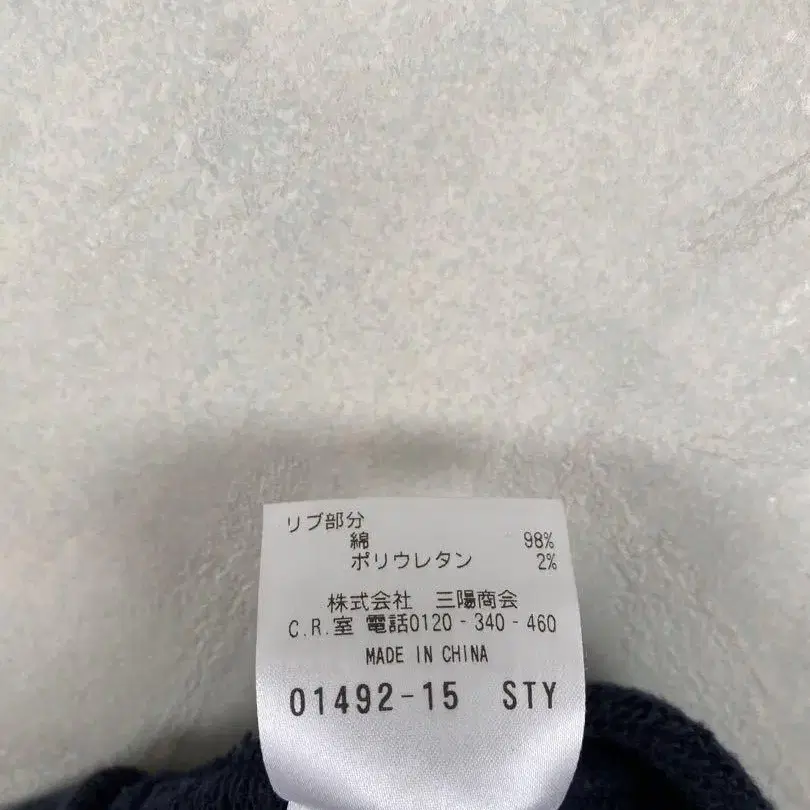 リブ部分
綿 98%
ポリウレタン 2%
株式会社 三陽商会
C.R.室 電話0120-340-460
MADE IN CHINA
01492-15 STY